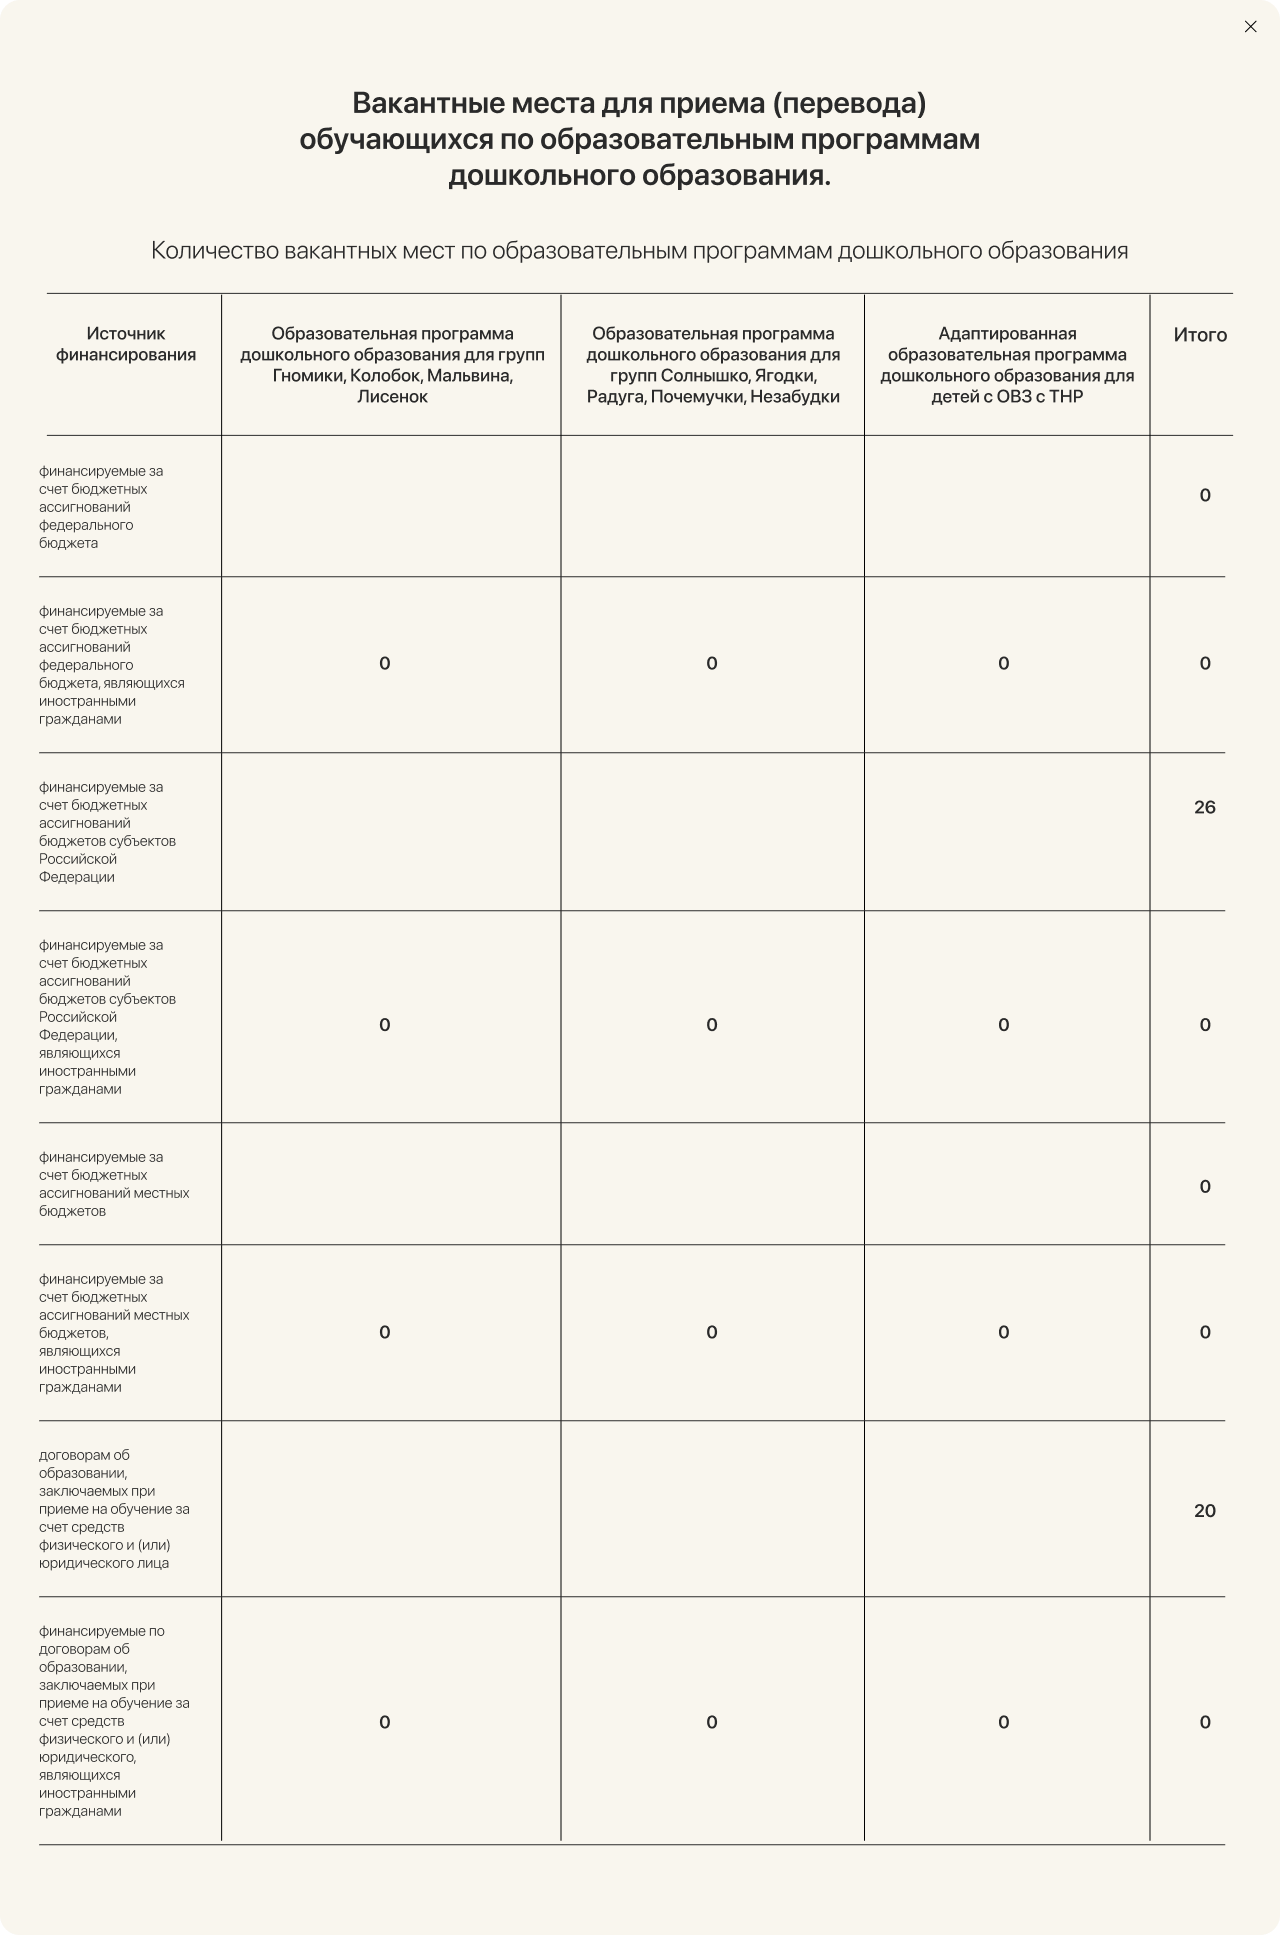 Вакантные места для приема (перевода)
обучающихся по образовательным программам
дошкольного образования.
Количество вакантных мест по образовательным программам дошкольного образования
Источник
финансирования
Образовательная программа
дошкольного образования для групп
Гномики, Колобок, Мальвина,
Лисенок
Образовательная программа
дошкольного образования для
групп Солнышко, Ягодки,
Радуга, Почемучки, Незабудки
Адаптированная
образовательная программа
дошкольного образования для
детей с ОВЗ с ТНР
Итого
финансируемые за
счет бюджетных
ассигнований
федерального
бюджета
0
финансируемые за
счет бюджетных
ассигнований
федерального
бюджета, являющихся
иностранными
гражданами
0
0
0
0
финансируемые за
счет бюджетных
ассигнований
бюджетов субъектов
Российской
Федерации
26
финансируемые за
счет бюджетных
ассигнований
бюджетов субъектов
Российской
Федерации,
являющихся
иностранными
гражданами
0
0
0
0
финансируемые за
счет бюджетных
ассигнований местных
бюджетов
0
финансируемые за
счет бюджетных
ассигнований местных
бюджетов,
являющихся
иностранными
гражданами
0
0
0
0
договорам об
образовании,
заключаемых при
приеме на обучение за
счет средств
физического и (или)
юридического лица
20
финансируемые по
договорам об
образовании,
заключаемых при
приеме на обучение за
счет средств
физического и (или)
юридического,
являющихся
иностранными
гражданами
0
0
0
0